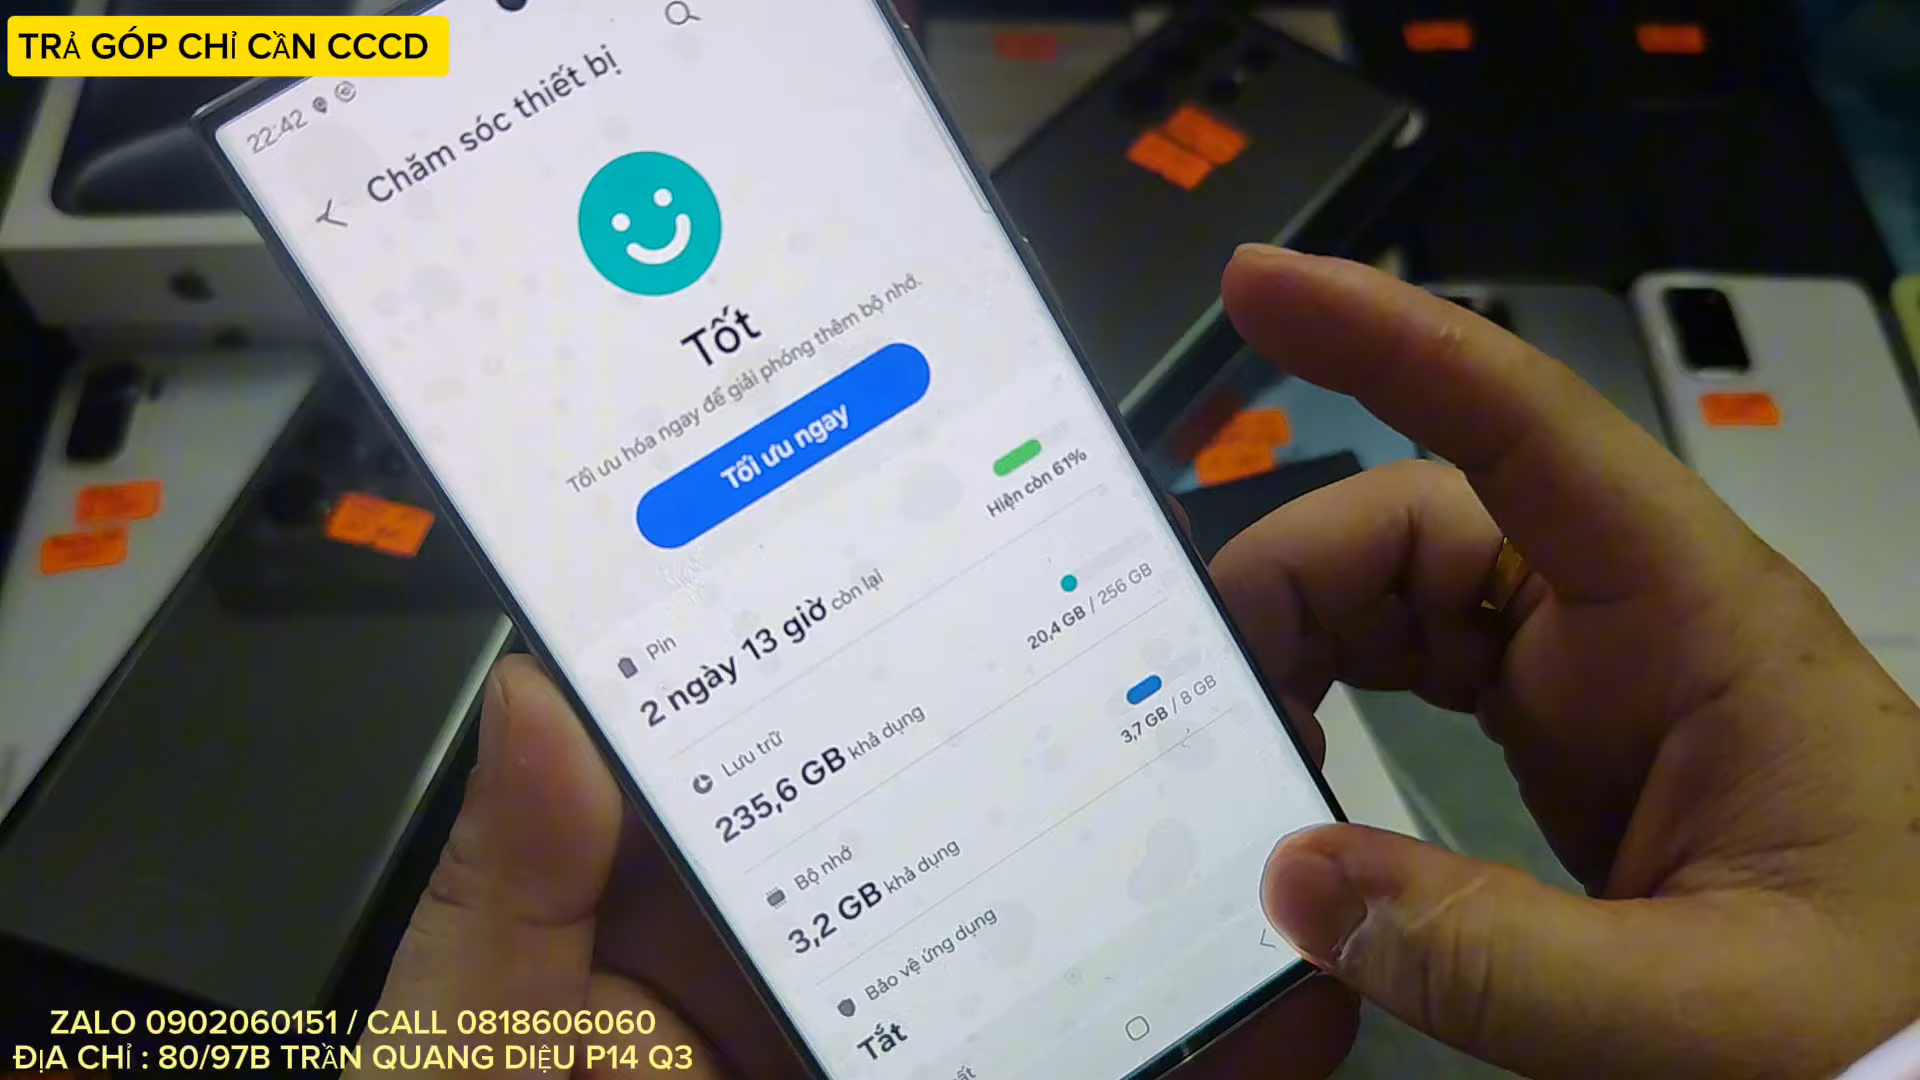 TRẢ GÓP CHỈ CẦN CCCD
22:42
Chăm sóc thiết bị
Tốt
Tối ưu hóa ngay để giải phóng thêm bộ nhớ.
Tối ưu ngay
Pin
2 ngày 13 giờ còn lại
Hiện còn 61%
Lưu trữ
235,6 GB khả dụng
20,4 GB / 256 GB
Bộ nhớ
3,2 GB khả dụng
3,7 GB / 8 GB
Bảo vệ ứng dụng
Tắt
ZALO 0902060151 / CALL 0818606060
ĐỊA CHỈ : 80/97B TRẦN QUANG DIỆU P14 Q3